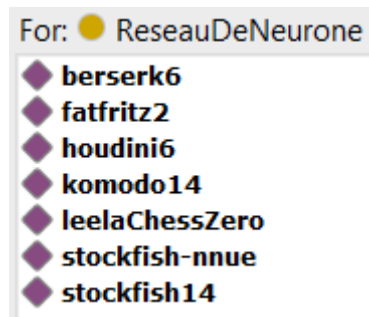 For: ReseauDeNeurone
berserk6
fatfritz2
houdini6
komodo14
leelaChessZero
stockfish-nnue
stockfish14